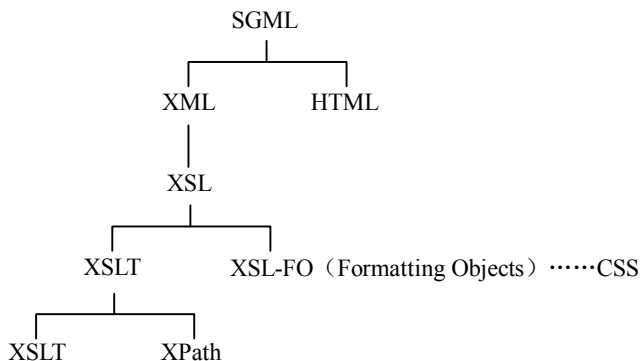 SGML
XML HTML
XSL
XSLT XSL-FO（Formatting Objects）……CSS
XSLT XPath